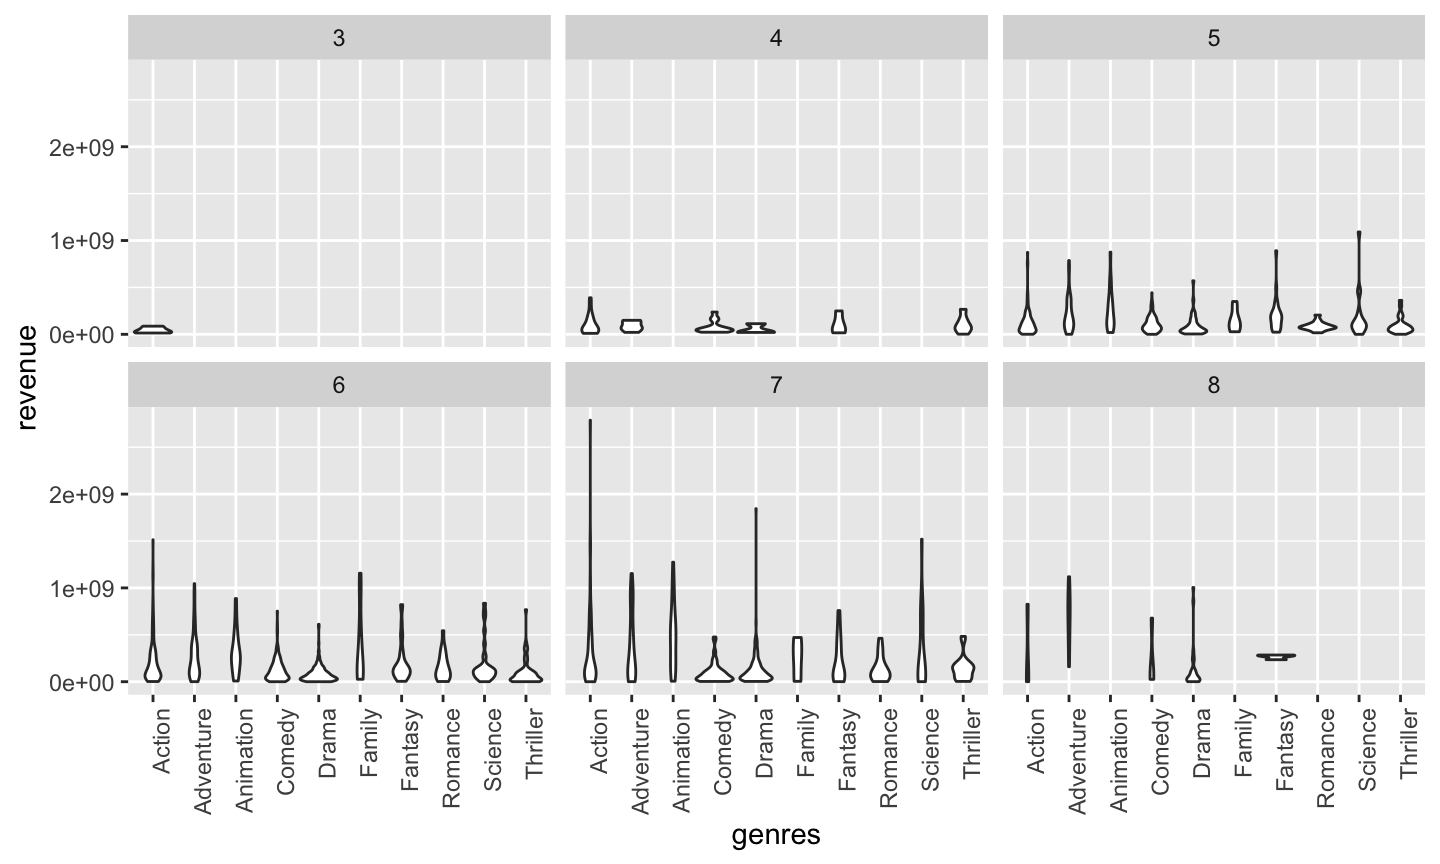 3 4 5
2e+09
1e+09
0e+00
6 7 8
2e+09
1e+09
0e+00
revenue
Action Adventure Animation Comedy Drama Family Fantasy Romance Science Thriller Action Adventure Animation Comedy Drama Family Fantasy Romance Science Thriller Action Adventure Animation Comedy Drama Family Fantasy Romance Science Thriller
genres